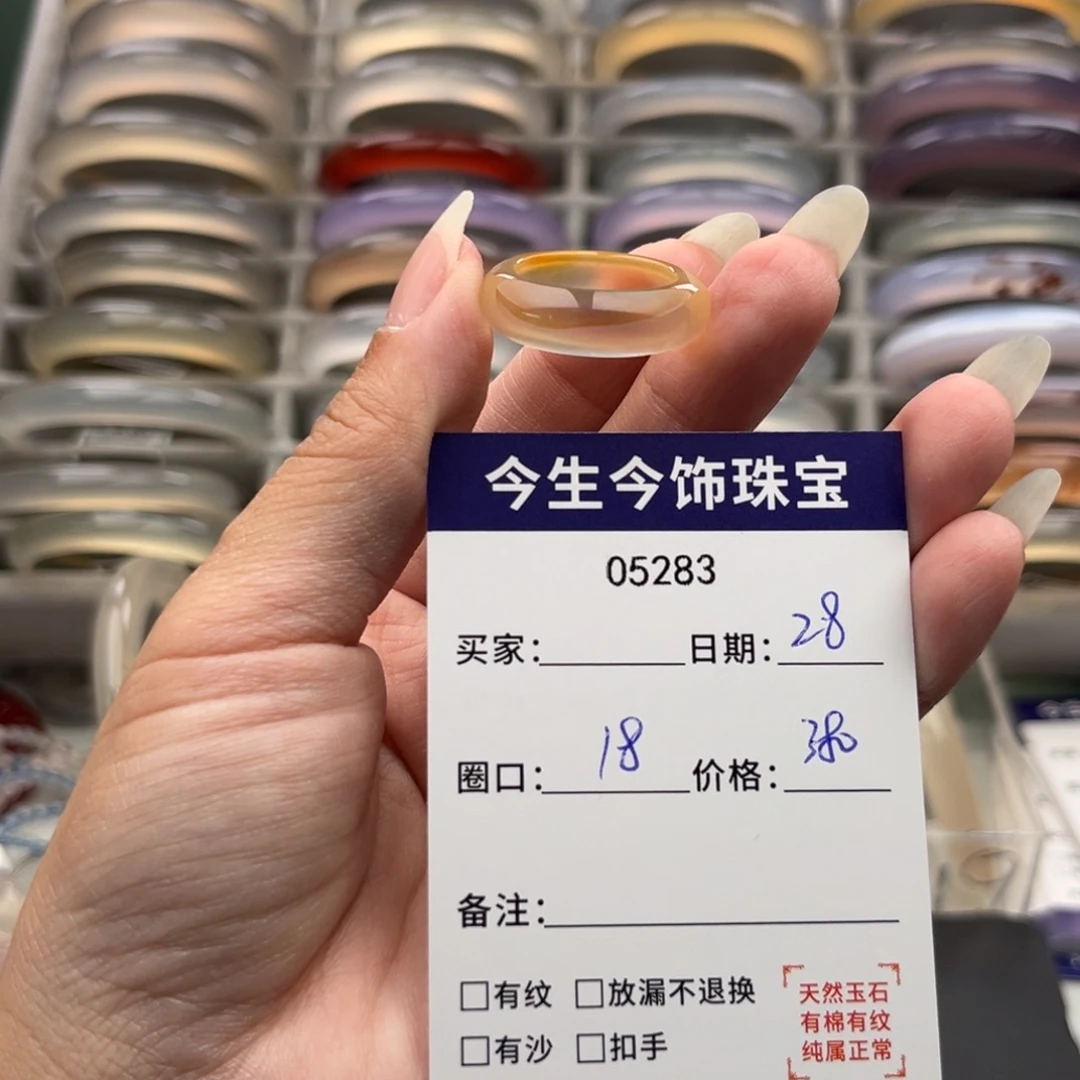 今生今饰珠宝
05283
买家： 日期：28
圈口：18 价格：
备注：
□有纹 □放漏不退换
□有沙 □扣手
天然玉石
有棉有纹
纯属正常